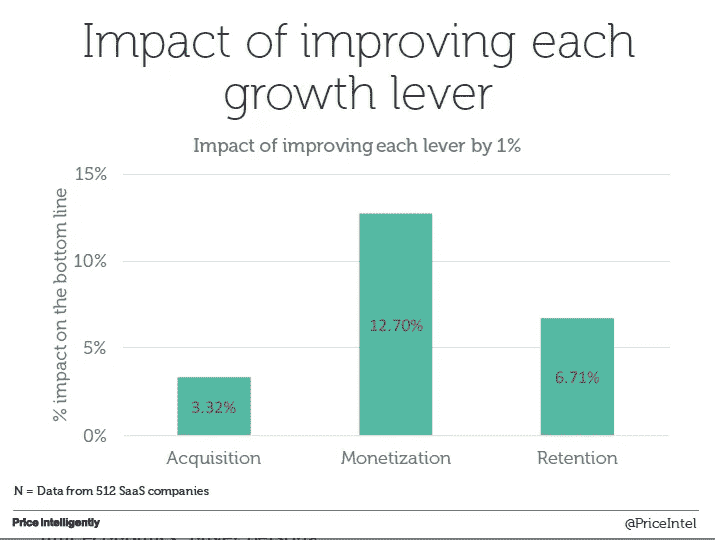 Impact of improving each
growth lever
Impact of improving each lever by 1%
% impact on the bottom line
15%
10%
5%
0%
3.32%
12.70%
6.71%
Acquisition
Monetization
Retention
N = Data from 512 SaaS companies
Price Intelligently
@PriceIntel